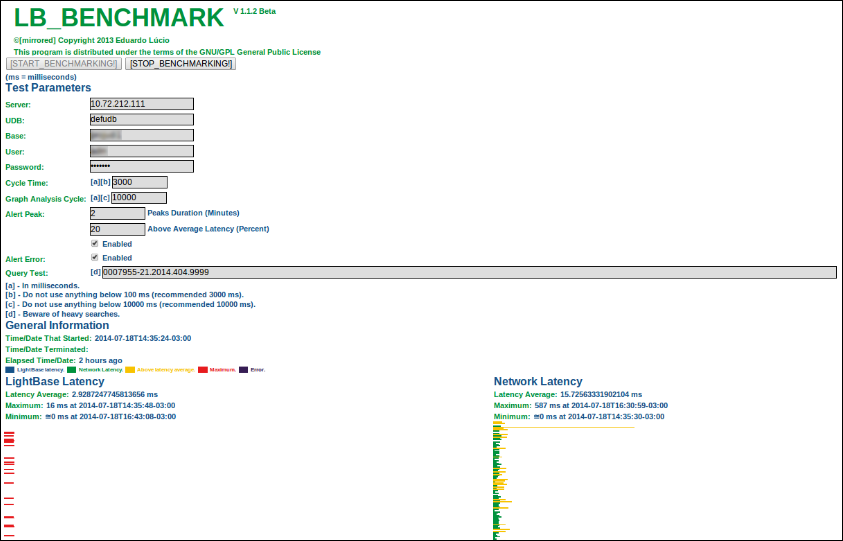 LB_BENCHMARK V 1.1.2 Beta
©[mirrored] Copyright 2013 Eduardo Lúcio
This program is distributed under the terms of the GNU/GPL General Public License
[START_BENCHMARKING!] [STOP_BENCHMARKING!]
(ms = milliseconds)
Test Parameters
Server: 10.72.212.111
UDB: defudb
Base:
User:
Password: •••••••
Cycle Time: [a][b] 3000
Graph Analysis Cycle: [a][c] 10000
Alert Peak: 2 Peaks Duration (Minutes)
20 Above Average Latency (Percent)
Enabled
Alert Error: Enabled
Query Test: [d] 0007955-21.2014.404.9999
[a] - In milliseconds.
[b] - Do not use anything below 100 ms (recommended 3000 ms).
[c] - Do not use anything below 10000 ms (recommended 10000 ms).
[d] - Beware of heavy searches.
General Information
Time/Date That Started: 2014-07-18T14:35:24-03:00
Time/Date Terminated:
Elapsed Time/Date: 2 hours ago
LightBase latency. Network Latency. Above latency average. Maximum. Error.
LightBase Latency
Latency Average: 2.9287247745813656 ms
Maximum: 16 ms at 2014-07-18T14:35:48-03:00
Minimum: ≅0 ms at 2014-07-18T16:43:08-03:00
Network Latency
Latency Average: 15.72563331902104 ms
Maximum: 587 ms at 2014-07-18T16:30:59-03:00
Minimum: ≅0 ms at 2014-07-18T14:35:30-03:00